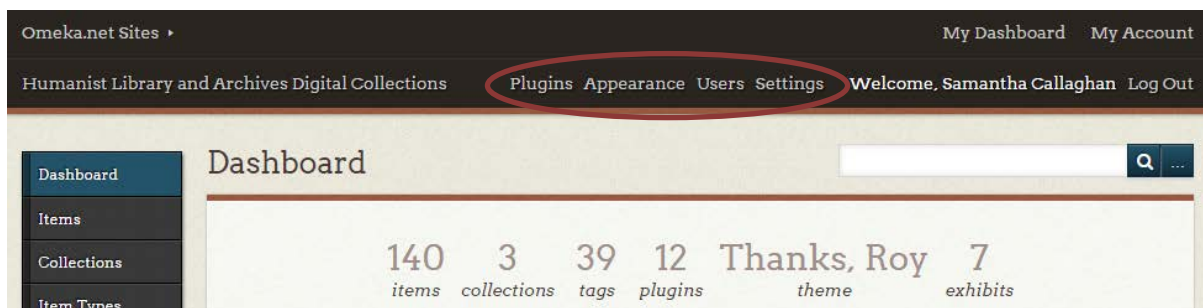 Omeka.net Sites ▸ My Dashboard My Account
Humanist Library and Archives Digital Collections Plugins Appearance Users Settings Welcome, Samantha Callaghan Log Out
Dashboard
Dashboard
...
Items
Collections
Item Types
140 3 39 12 Thanks, Roy 7
items collections tags plugins theme exhibits